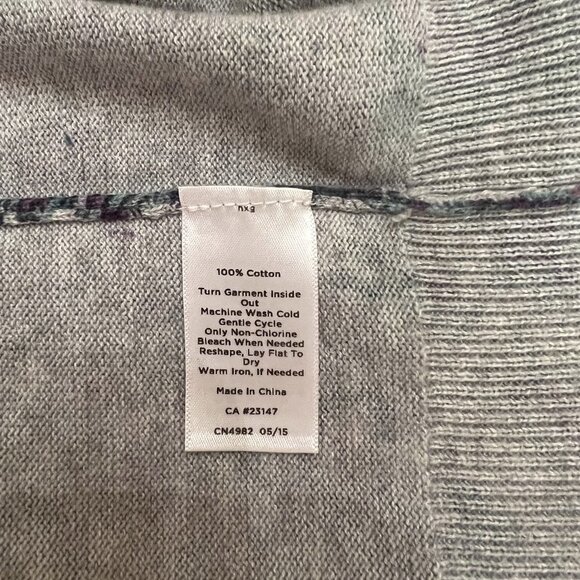 nxg
100% Cotton
Turn Garment Inside
Out
Machine Wash Cold
Gentle Cycle
Only Non-Chlorine
Bleach When Needed
Reshape, Lay Flat To
Dry
Warm Iron, If Needed
Made In China
CA #23147
CN4982 05/15